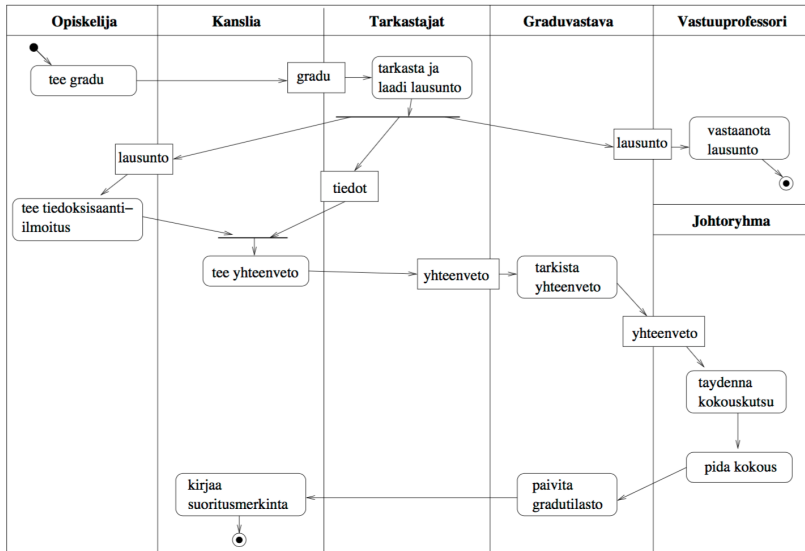 Opiskelija
Kanslia
Tarkastajat
Graduvastava
Vastuuprofessori
tee gradu
gradu
tarkasta ja
laadi lausunto
lausunto
lausunto
vastaanota
lausunto
tiedot
tee tiedoksisaanti–
ilmoitus
Johtoryhma
tee yhteenveto
yhteenveto
tarkista
yhteenveto
yhteenveto
taydenna
kokouskutsu
pida kokous
paivita
gradutilasto
kirjaa
suoritusmerkinta